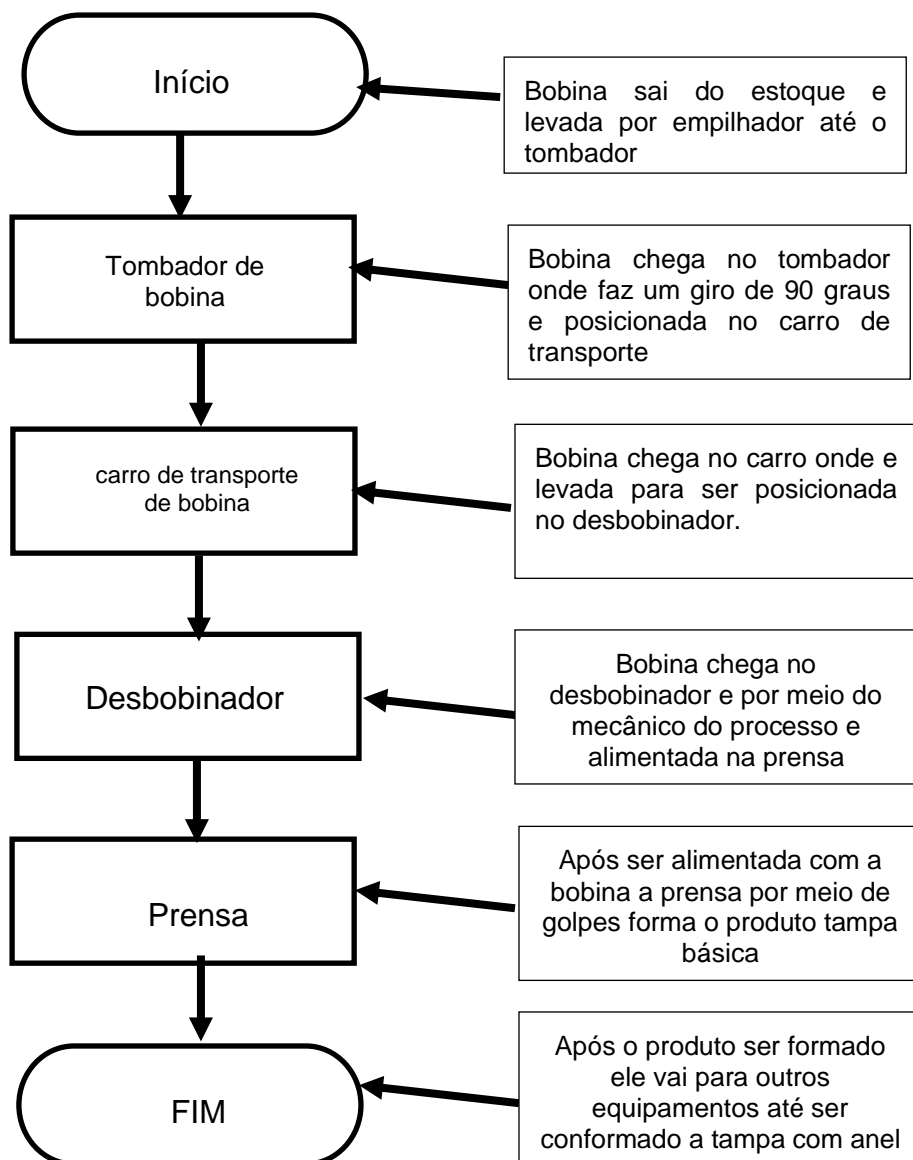 Início
Bobina sai do estoque e
levada por empilhador até o
tombador
Tombador de
bobina
Bobina chega no tombador
onde faz um giro de 90 graus
e posicionada no carro de
transporte
carro de transporte
de bobina
Bobina chega no carro onde e
levada para ser posicionada
no desbobinador.
Desbobinador
Bobina chega no
desbobinador e por meio do
mecânico do processo e
alimentada na prensa
Prensa
Após ser alimentada com a
bobina a prensa por meio de
golpes forma o produto tampa
básica
FIM
Após o produto ser formado
ele vai para outros
equipamentos até ser
conformado a tampa com anel